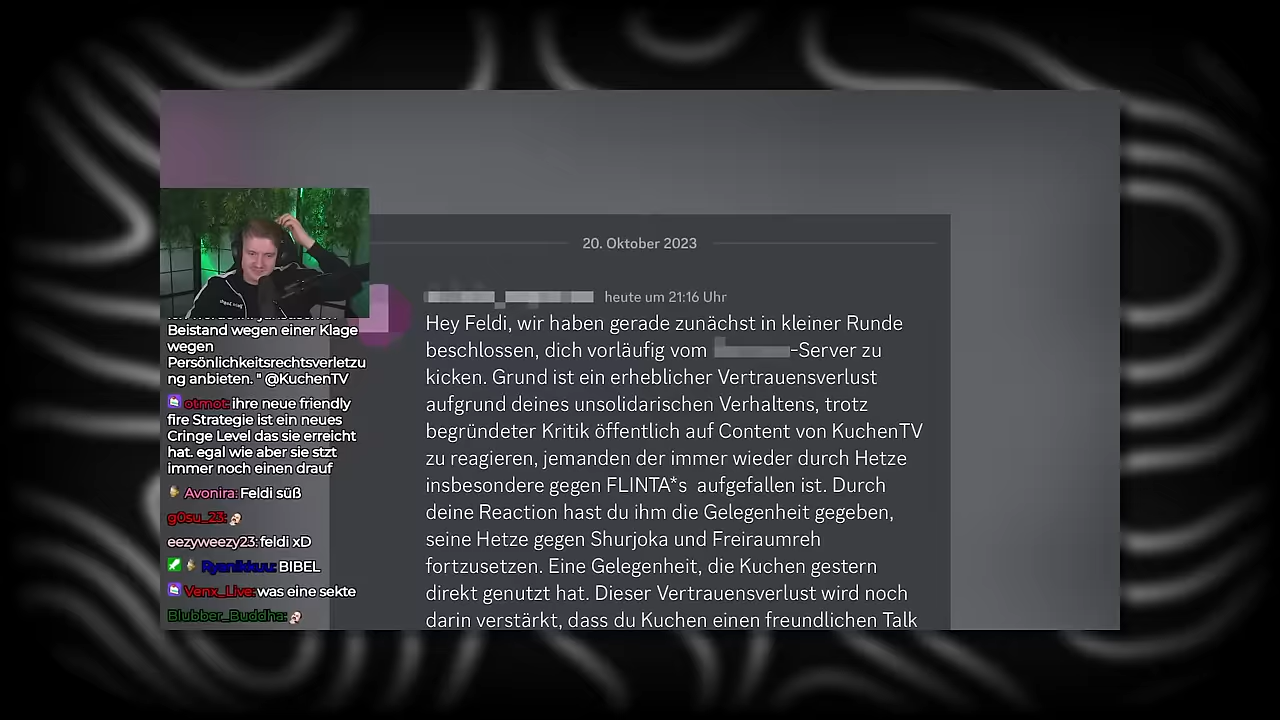 20. Oktober 2023
heute um 21:16 Uhr
Hey Feldi, wir haben gerade zunächst in kleiner Runde
beschlossen, dich vorläufig vom -Server zu
kicken. Grund ist ein erheblicher Vertrauensverlust
aufgrund deines unsolidarischen Verhaltens, trotz
begründeter Kritik öffentlich auf Content von KuchenTV
zu reagieren, jemanden der immer wieder durch Hetze
insbesondere gegen FLINTA*s aufgefallen ist. Durch
deine Reaction hast du ihm die Gelegenheit gegeben,
seine Hetze gegen Shurjoka und Freiraumreh
fortzusetzen. Eine Gelegenheit, die Kuchen gestern
direkt genutzt hat. Dieser Vertrauensverlust wird noch
darin verstärkt, dass du Kuchen einen freundlichen Talk
Beistand wegen einer Klage
wegen
Persönlichkeitsrechtsverletzu
ng anbieten. " @KuchenTV
otmot: ihre neue friendly
fire Strategie ist ein neues
Cringe Level das sie erreicht
hat. egal wie aber sie stzt
immer noch einen drauf
Avonira: Feldi süß
g0su_23:
eezyweezy23: feldi xD
Ryanikkuu: BIBEL
Venx_Live: was eine sekte
Blubber_Buddha: